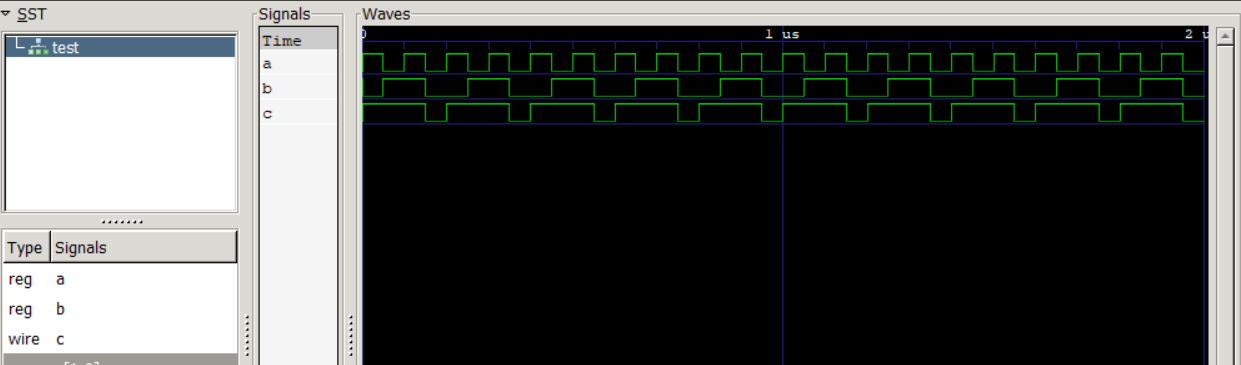 SST
test
Type Signals
reg a
reg b
wire c
Signals
Time
a
b
c
Waves
0 1 us 2 u